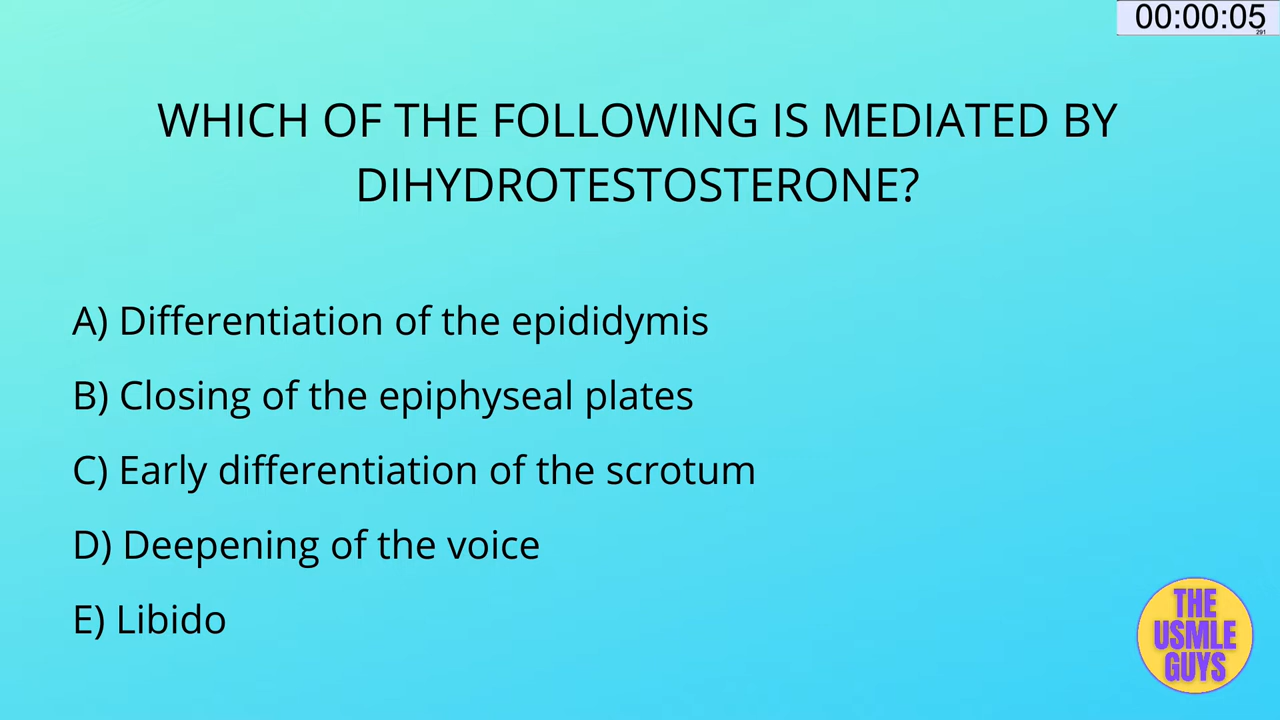 00:00:05
291
WHICH OF THE FOLLOWING IS MEDIATED BY
DIHYDROTESTOSTERONE?
A) Differentiation of the epididymis
B) Closing of the epiphyseal plates
C) Early differentiation of the scrotum
D) Deepening of the voice
E) Libido
THE
USMLE
GUYS